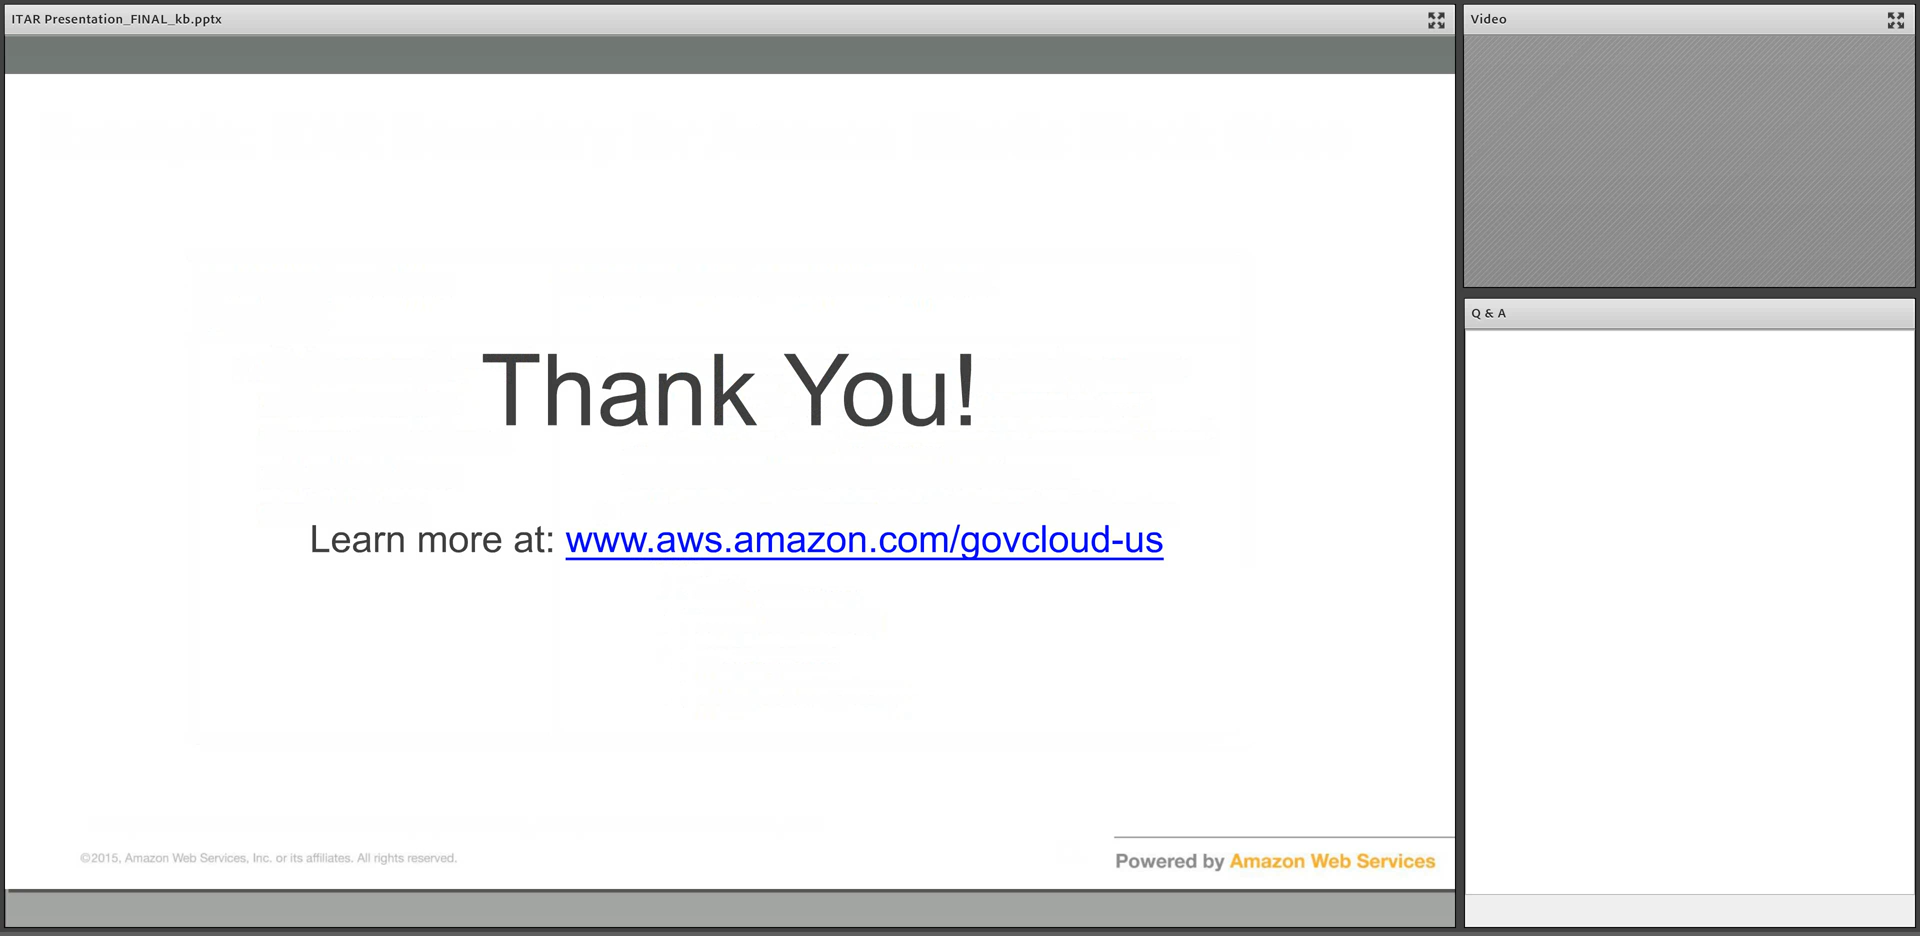 ITAR Presentation_FINAL_kb.pptx
Video
Q & A
Thank You!
Learn more at: www.aws.amazon.com/govcloud-us
©2015, Amazon Web Services, Inc. or its affiliates. All rights reserved.
Powered by Amazon Web Services